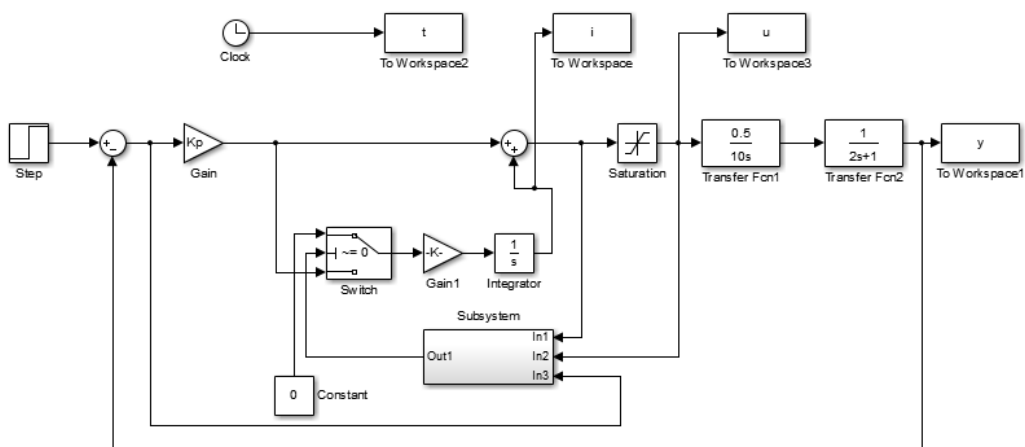 t
i
u
Clock
To Workspace2
To Workspace
To Workspace3
+
−
Kp
+
+
0.5
10s
1
2s+1
y
Step
Gain
Saturation
Transfer Fcn1
Transfer Fcn2
To Workspace1
~= 0
-K-
1
s
Switch
Gain1
Integrator
Subsystem
In1
Out1
In2
In3
0
Constant